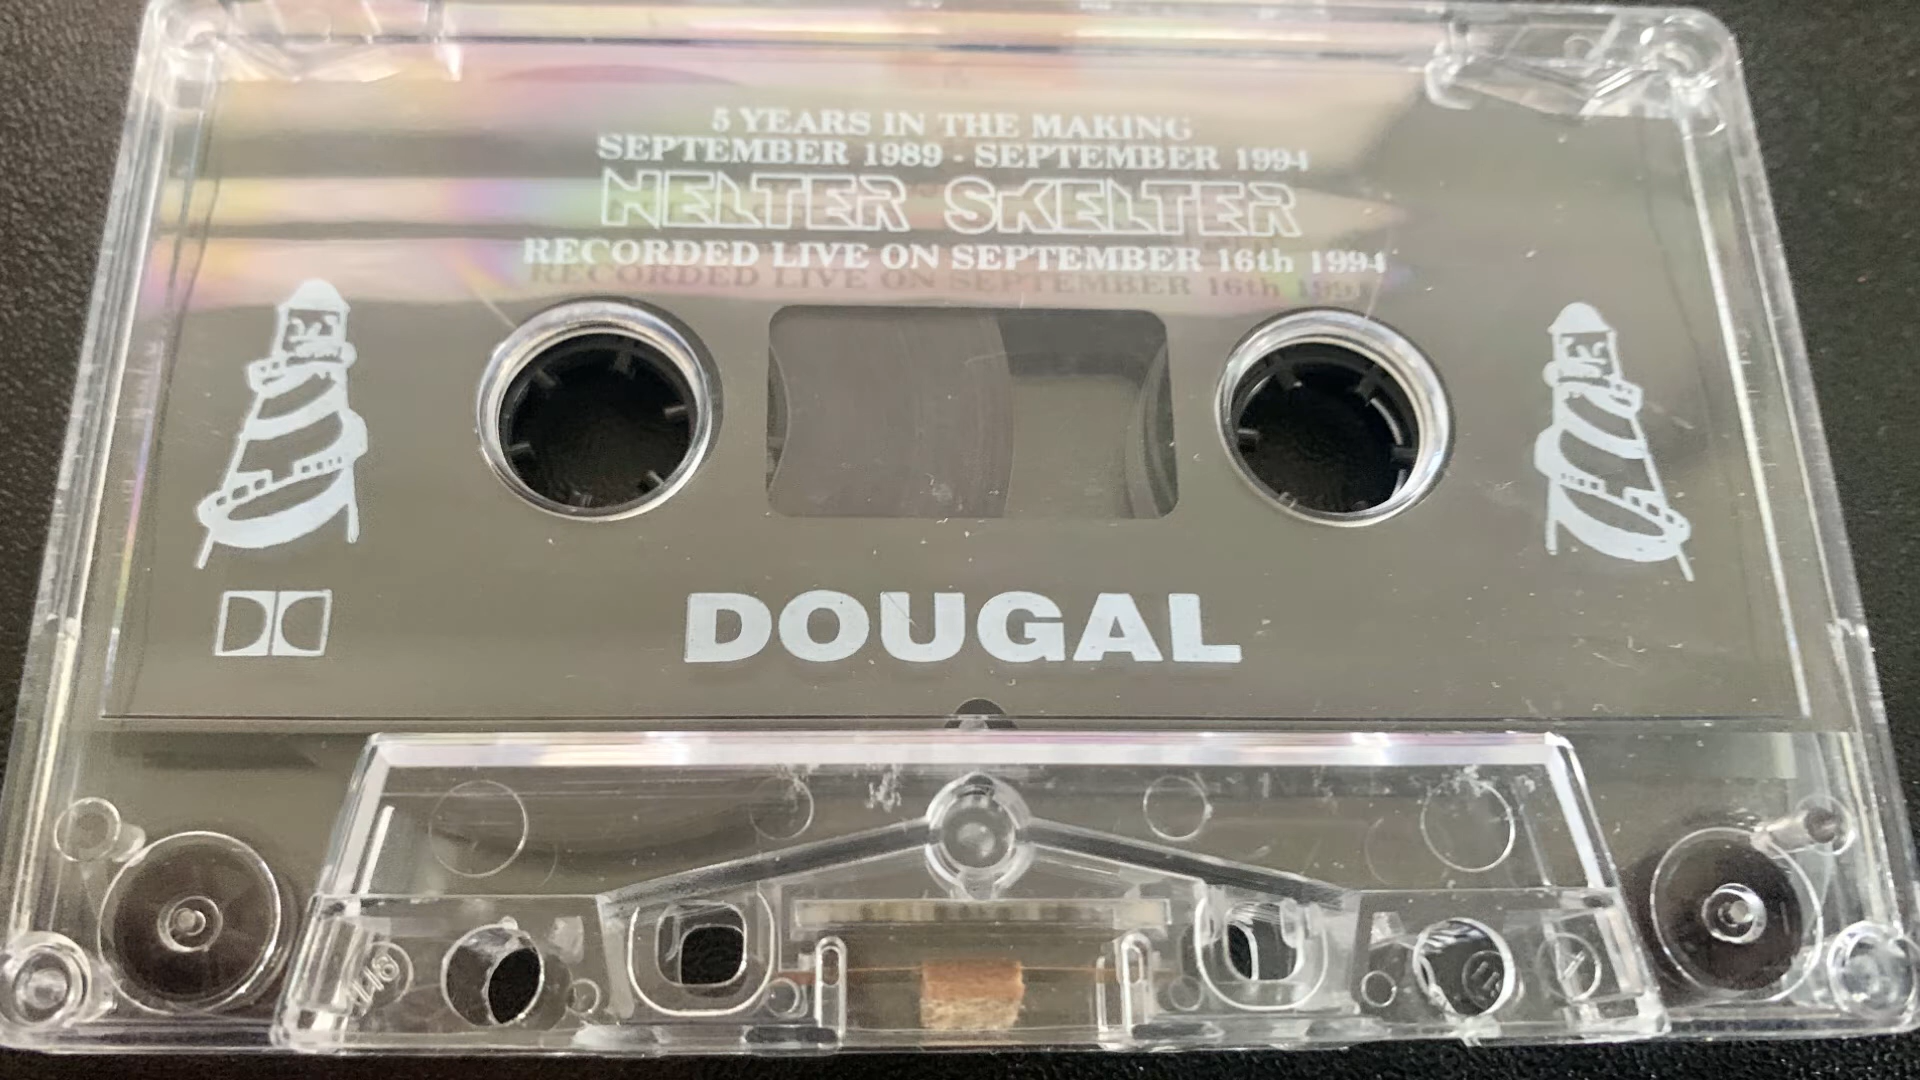 5 YEARS IN THE MAKING
SEPTEMBER 1989 - SEPTEMBER 1994
HELTER SKELTER
RECORDED LIVE ON SEPTEMBER 16th 1994
DOUGAL